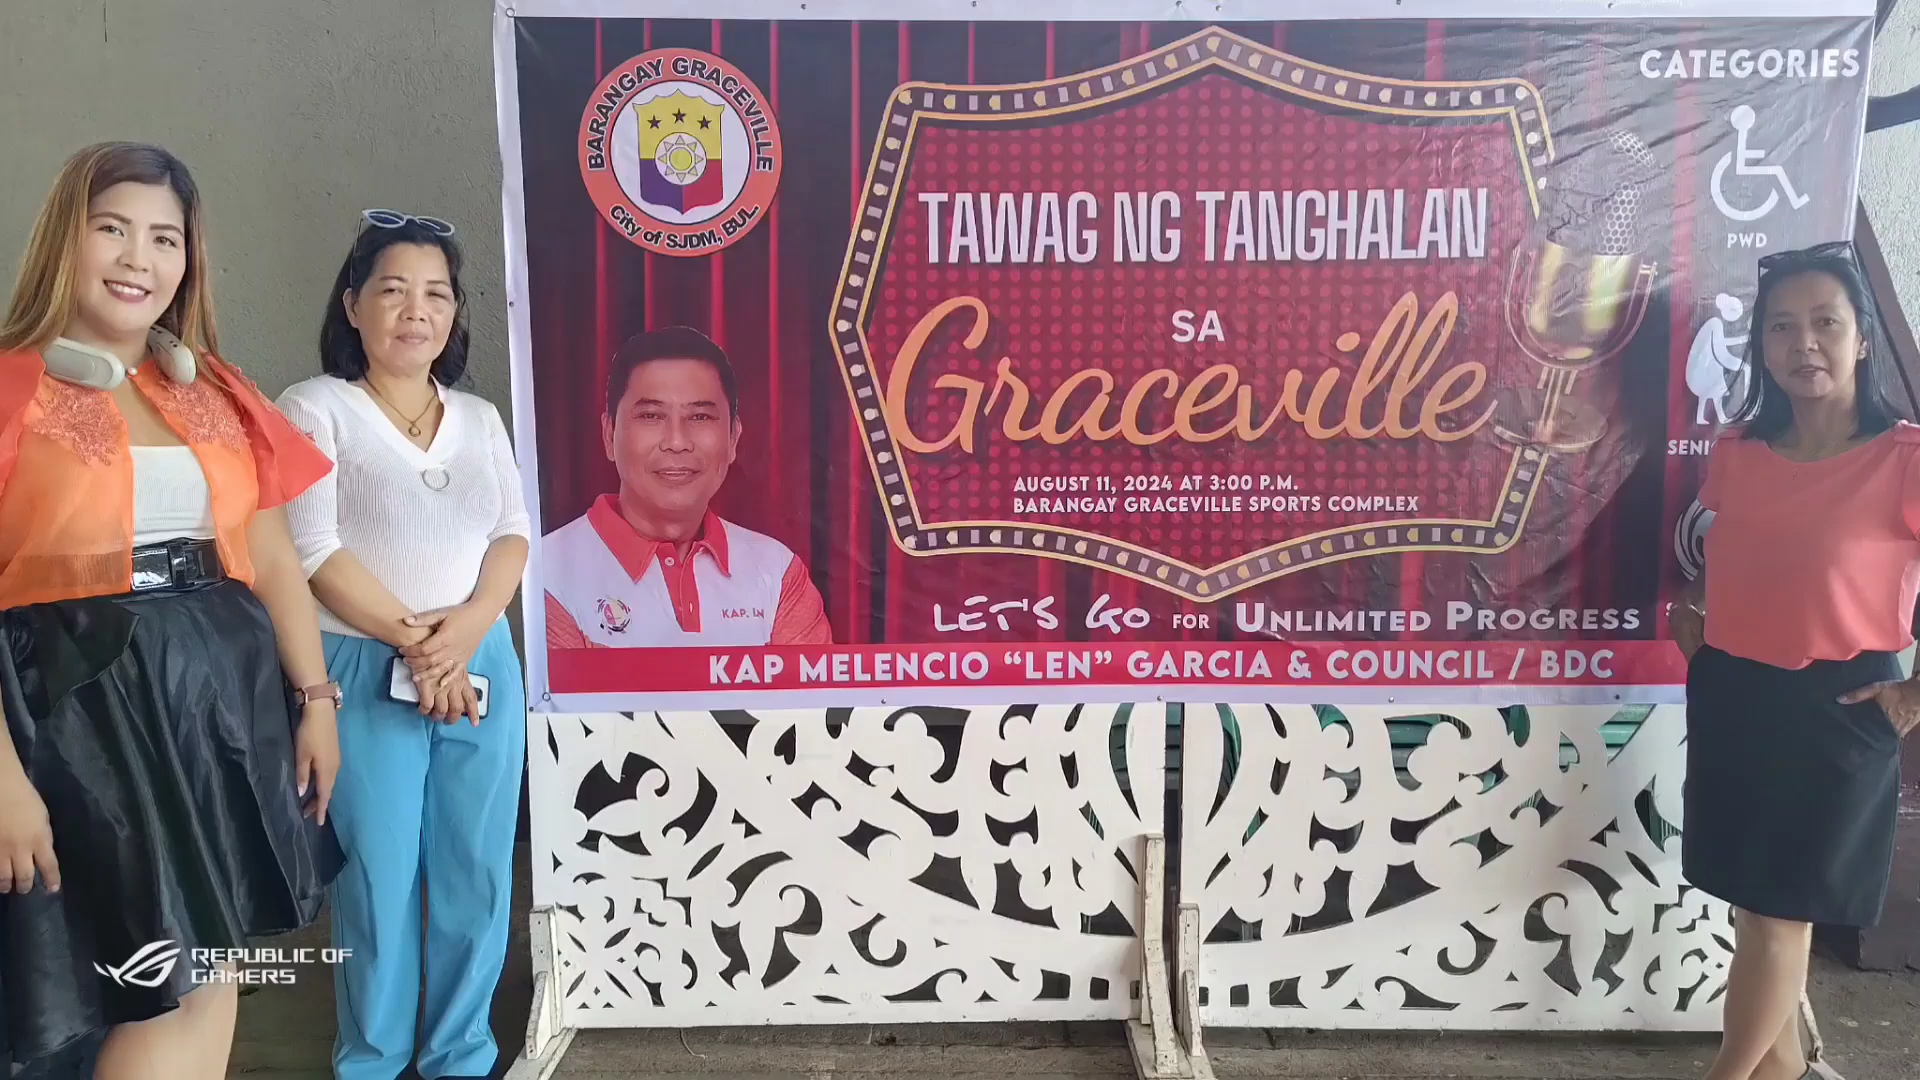 BARANGAY GRACEVILLE
City of SJDM, BUL.
TAWAG NG TANGHALAN
SA
Graceville
AUGUST 11, 2024 AT 3:00 P.M.
BARANGAY GRACEVILLE SPORTS COMPLEX
CATEGORIES
PWD
KAP. LN
LET'S GO FOR UNLIMITED PROGRESS
KAP MELENCIO “LEN” GARCIA & COUNCIL / BDC
REPUBLIC OF
GAMERS